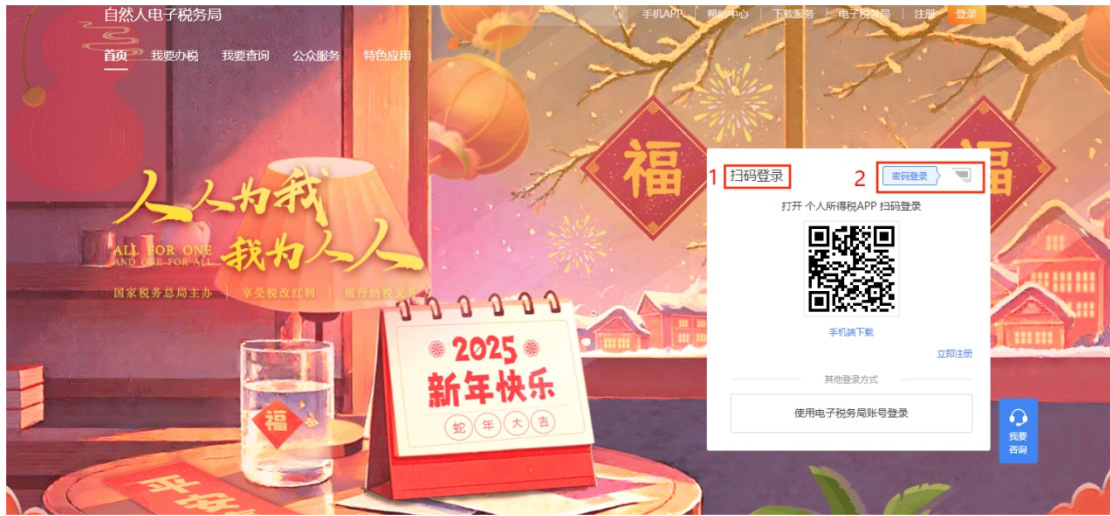 自然人电子税务局
手机APP | 帮助中心 | 下载服务 | 电子税务局 | 注册 登录
首页 我要办税 我要查询 公众服务 特色应用
人人为我
ALL FOR ONE
AND ONE FOR ALL
我为人人
国家税务总局主办 | 享受税改红利 | 履行纳税义务
福
福
1 扫码登录
2 密码登录
打开 个人所得税APP 扫码登录
手机端下载
立即注册
其他登录方式
使用电子税务局账号登录
我要
咨询
2025
新年快乐
蛇年大吉
福
平安